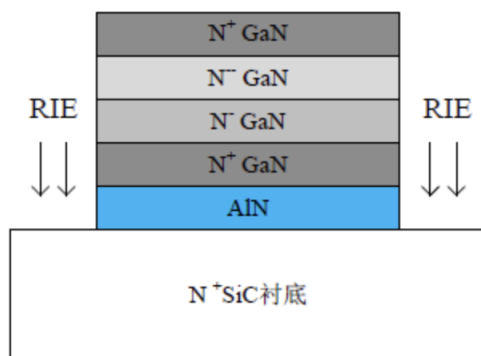 N⁺ GaN
N⁻⁻ GaN
RIE
RIE
N⁻ GaN
N⁺ GaN
AlN
N⁺SiC衬底